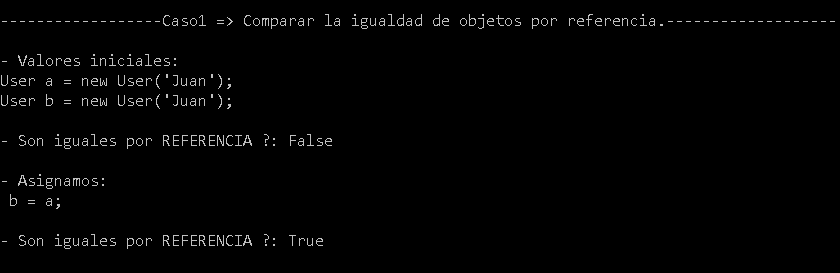 ------------------Caso1 => Comparar la igualdad de objetos por referencia.-------------------
- Valores iniciales:
User a = new User('Juan');
User b = new User('Juan');
- Son iguales por REFERENCIA ?: False
- Asignamos:
b = a;
- Son iguales por REFERENCIA ?: True